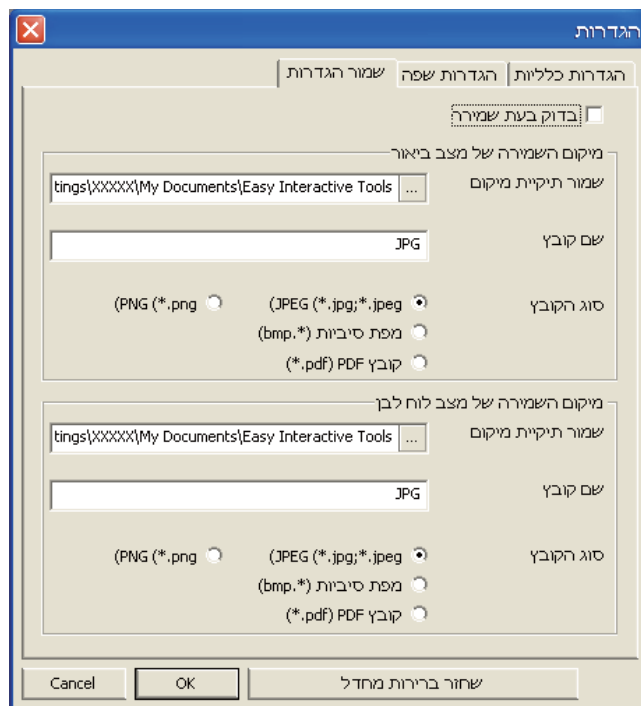 הגדרות
הגדרות כלליות הגדרות שפה שמור הגדרות
בדוק בעת שמירה
מיקום השמירה של מצב ביאור
שמור תיקיית מיקום ... tings\XXXXX\My Documents\Easy Interactive Tools
שם קובץ JPG
סוג הקובץ (JPEG (*.jpg;*.jpeg (PNG (*.png
מפת סיביות (*.bmp)
קובץ PDF (*.pdf)
מיקום השמירה של מצב לוח לבן
שמור תיקיית מיקום ... tings\XXXXX\My Documents\Easy Interactive Tools
שם קובץ JPG
סוג הקובץ (JPEG (*.jpg;*.jpeg (PNG (*.png
מפת סיביות (*.bmp)
קובץ PDF (*.pdf)
שחזור ברירות מחדל OK Cancel